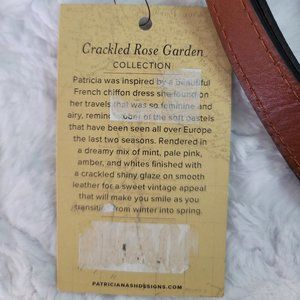 Crackled Rose Garden
COLLECTION
Patricia was inspired by a beautiful
French chiffon dress she found on
her travels that was so feminine and
airy, reminiscent of the soft pastels
that have been seen all over Europe
the last two seasons. Rendered in
a dreamy mix of mint, pale pink,
amber, and whites finished with
a crackled shiny glaze on smooth
leather for a sweet vintage appeal
that will make you smile as you
transition from winter into spring.
PATRICIANASHDESIGNS.COM